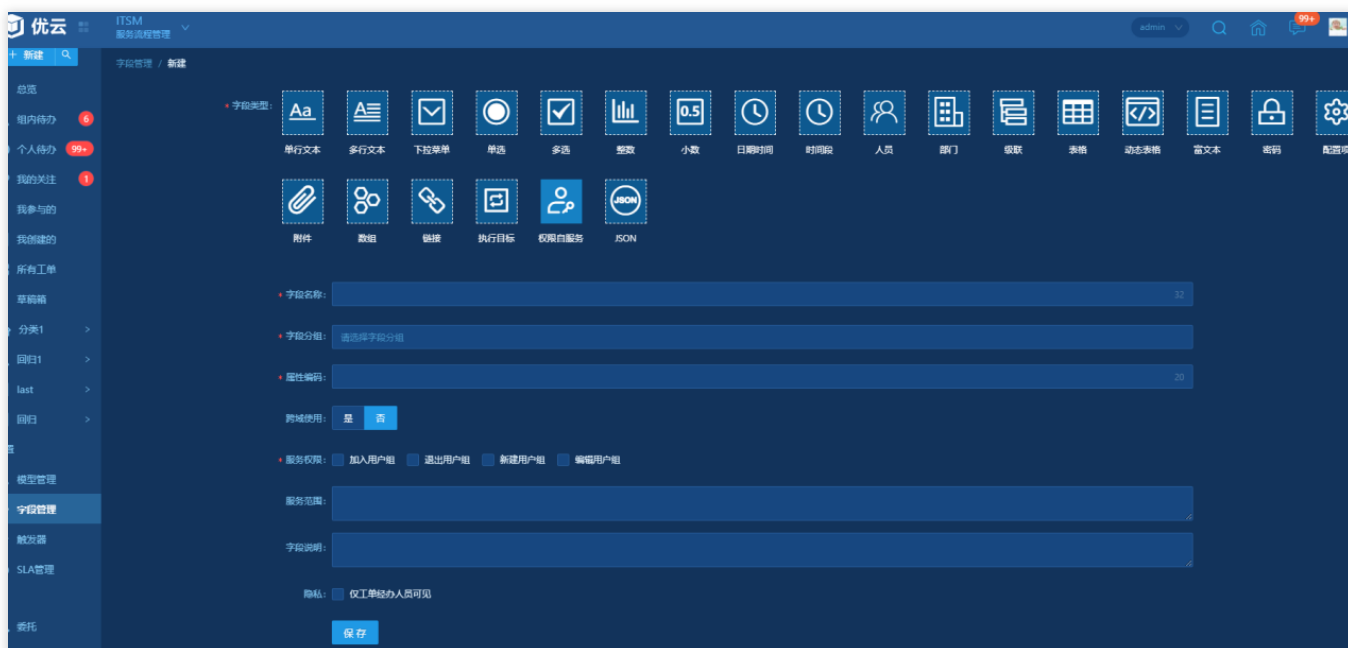 优云
ITSM
服务流程管理
admin
99+
+ 新建
字段管理 / 新建
总览
组内待办 6
个人待办 99+
我的关注 1
我参与的
我创建的
所有工单
草稿箱
分类1 >
回归1 >
last >
回归 >
模型管理
字段管理
触发器
SLA管理
委托
* 字段类型:
Aa
0.5
</>
单行文本 多行文本 下拉菜单 单选 多选 整数 小数 日期时间 时间段 人员 部门 级联 表格 动态表格 富文本 密码 配置项
JSON
附件 数组 链接 执行目标 权限自服务 JSON
* 字段名称: 32
* 字段分组: 请选择字段分组
* 属性编码: 20
跨域使用: 是 否
* 服务权限: 加入用户组 退出用户组 新建用户组 编辑用户组
服务范围:
字段说明:
隐私: 仅工单经办人员可见
保存